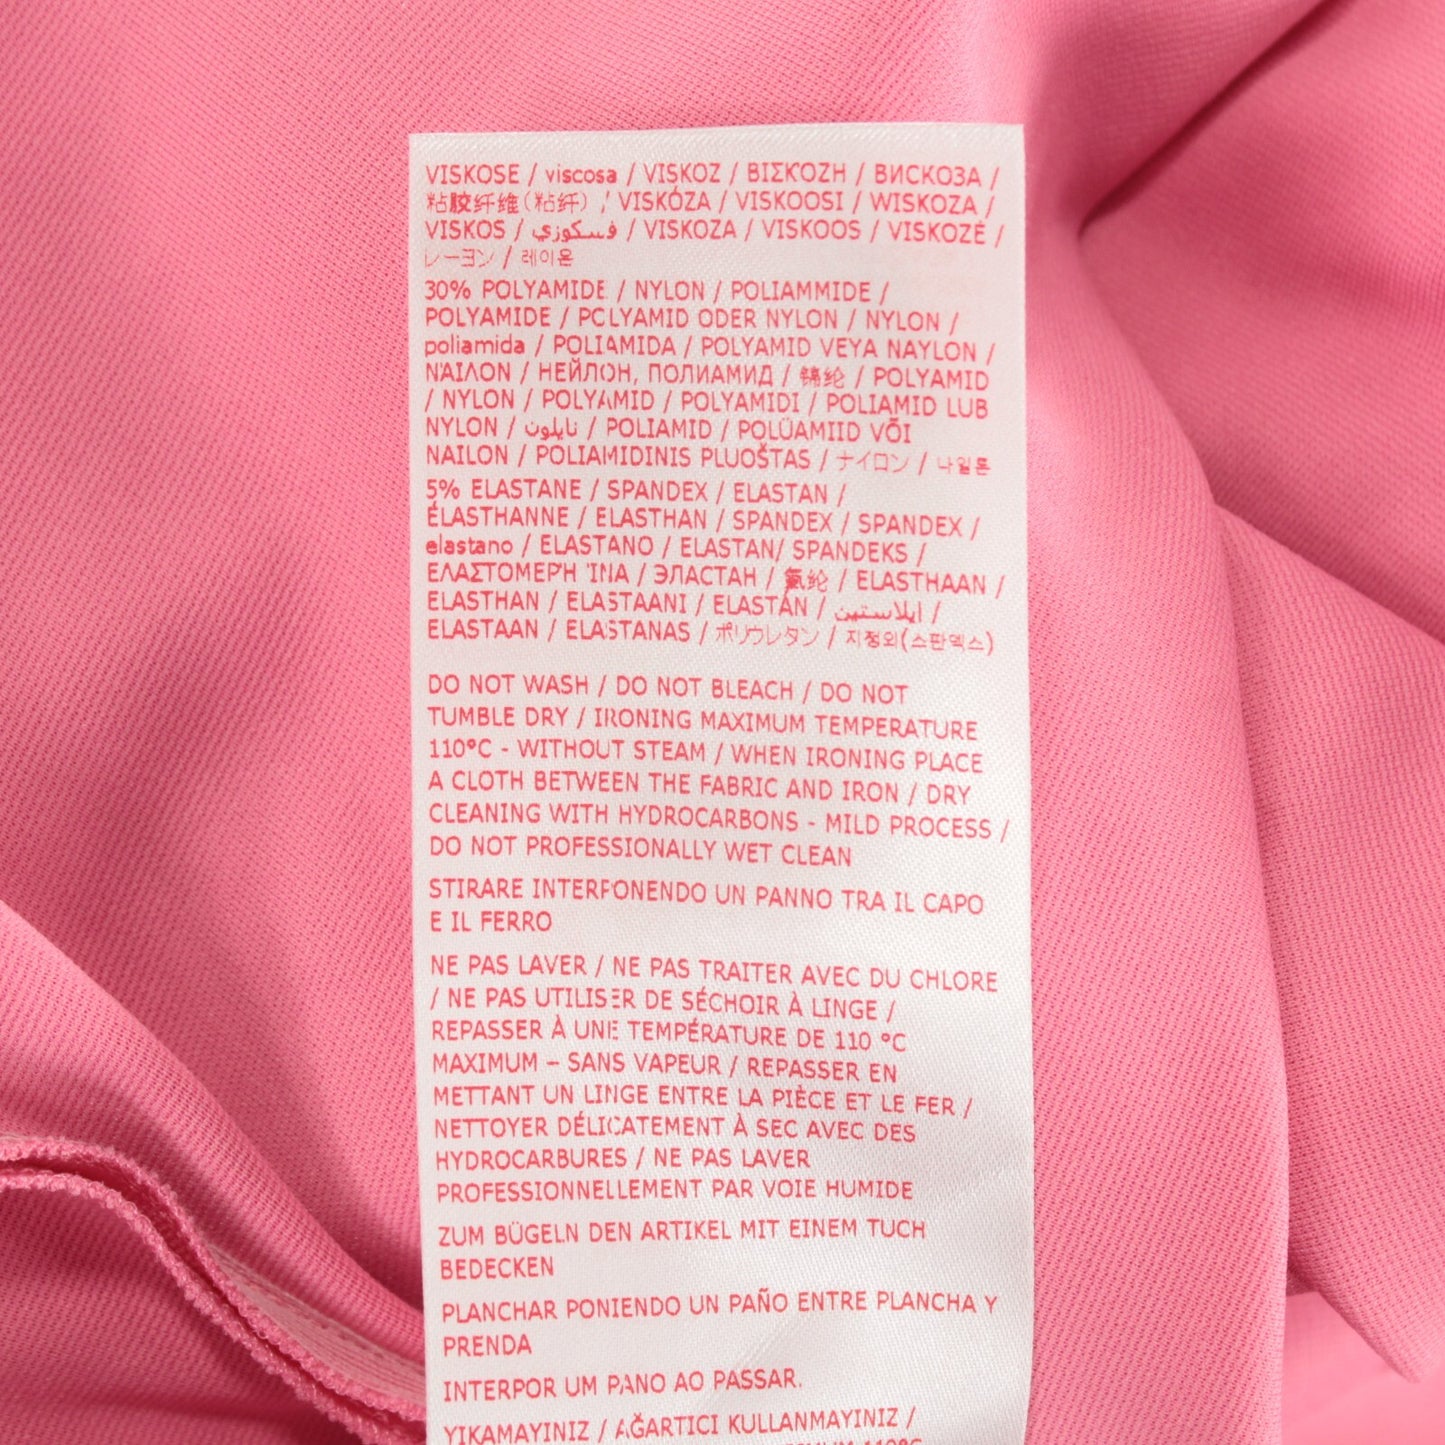 VISKOSE / viscosa / VISKOZ / ΒΙΣΚΌΖΗ / ВИСКОЗА /
粘胶纤维(粘纤) / VISKÓZA / VISKOOSI / WISKOZA /
VISKOS / فسكوزي / VISKOZA / VISKOOS / VISKOZĖ /
レーヨン / 레이온
30% POLYAMIDE / NYLON / POLIAMMIDE /
POLYAMIDE / POLYAMID ODER NYLON / NYLON /
poliamida / POLIAMIDA / POLYAMID VEYA NAYLON /
ΝΆΙΛΟΝ / НЕЙЛОН, ПОЛИАМИД / 锦纶 / POLYAMID
/ NYLON / POLYAMID / POLYAMIDI / POLIAMID LUB
NYLON / نايلون / POLIAMID / POLÜAMIID VÕI
NAILON / POLIAMIDINIS PLUOŠTAS / ナイロン / 나일론
5% ELASTANE / SPANDEX / ELASTAN /
ÉLASTHANNE / ELASTHAN / SPANDEX / SPANDEX /
elastano / ELASTANO / ELASTAN/ SPANDEKS /
ΕΛΑΣΤΟΜΕΡΉ ΊΝΑ / ЭЛАСТАН / 氨纶 / ELASTHAAN /
ELASTHAN / ELASTAANI / ELASTÁN / ايلاستين /
ELASTAAN / ELASTANAS / ポリウレタン / 지정외(스판덱스)
DO NOT WASH / DO NOT BLEACH / DO NOT
TUMBLE DRY / IRONING MAXIMUM TEMPERATURE
110°C - WITHOUT STEAM / WHEN IRONING PLACE
A CLOTH BETWEEN THE FABRIC AND IRON / DRY
CLEANING WITH HYDROCARBONS - MILD PROCESS /
DO NOT PROFESSIONALLY WET CLEAN
STIRARE INTERPONENDO UN PANNO TRA IL CAPO
E IL FERRO
NE PAS LAVER / NE PAS TRAITER AVEC DU CHLORE
/ NE PAS UTILISER DE SÉCHOIR À LINGE /
REPASSER À UNE TEMPÉRATURE DE 110 °C
MAXIMUM – SANS VAPEUR / REPASSER EN
METTANT UN LINGE ENTRE LA PIÈCE ET LE FER /
NETTOYER DÉLICATEMENT À SEC AVEC DES
HYDROCARBURES / NE PAS LAVER
PROFESSIONNELLEMENT PAR VOIE HUMIDE
ZUM BÜGELN DEN ARTIKEL MIT EINEM TUCH
BEDECKEN
PLANCHAR PONIENDO UN PAÑO ENTRE PLANCHA Y
PRENDA
INTERPOR UM PANO AO PASSAR.
YIKAMAYINIZ / AĞARTICI KULLANMAYINIZ /
110°C